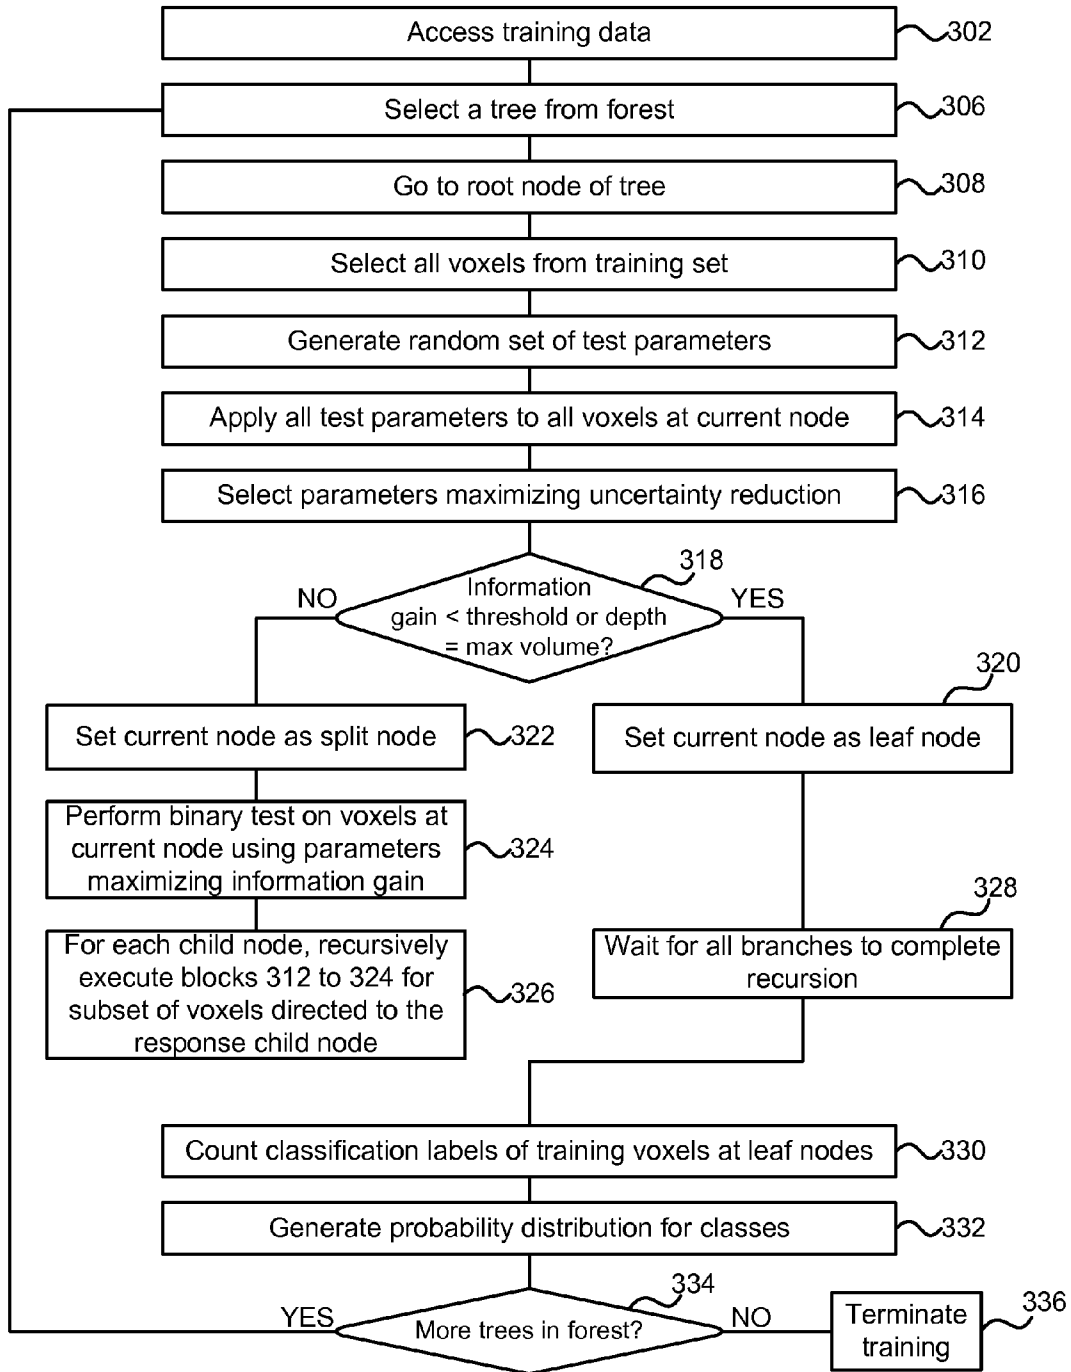 Access training data
302
Select a tree from forest
306
Go to root node of tree
308
Select all voxels from training set
310
Generate random set of test parameters
312
Apply all test parameters to all voxels at current node
314
Select parameters maximizing uncertainty reduction
316
318
Information
gain < threshold or depth
= max volume?
NO
YES
320
Set current node as split node
322
Set current node as leaf node
Perform binary test on voxels at
current node using parameters
maximizing information gain
324
328
For each child node, recursively
execute blocks 312 to 324 for
subset of voxels directed to the
response child node
326
Wait for all branches to complete
recursion
Count classification labels of training voxels at leaf nodes
330
Generate probability distribution for classes
332
334
YES
More trees in forest?
NO
Terminate
training
336